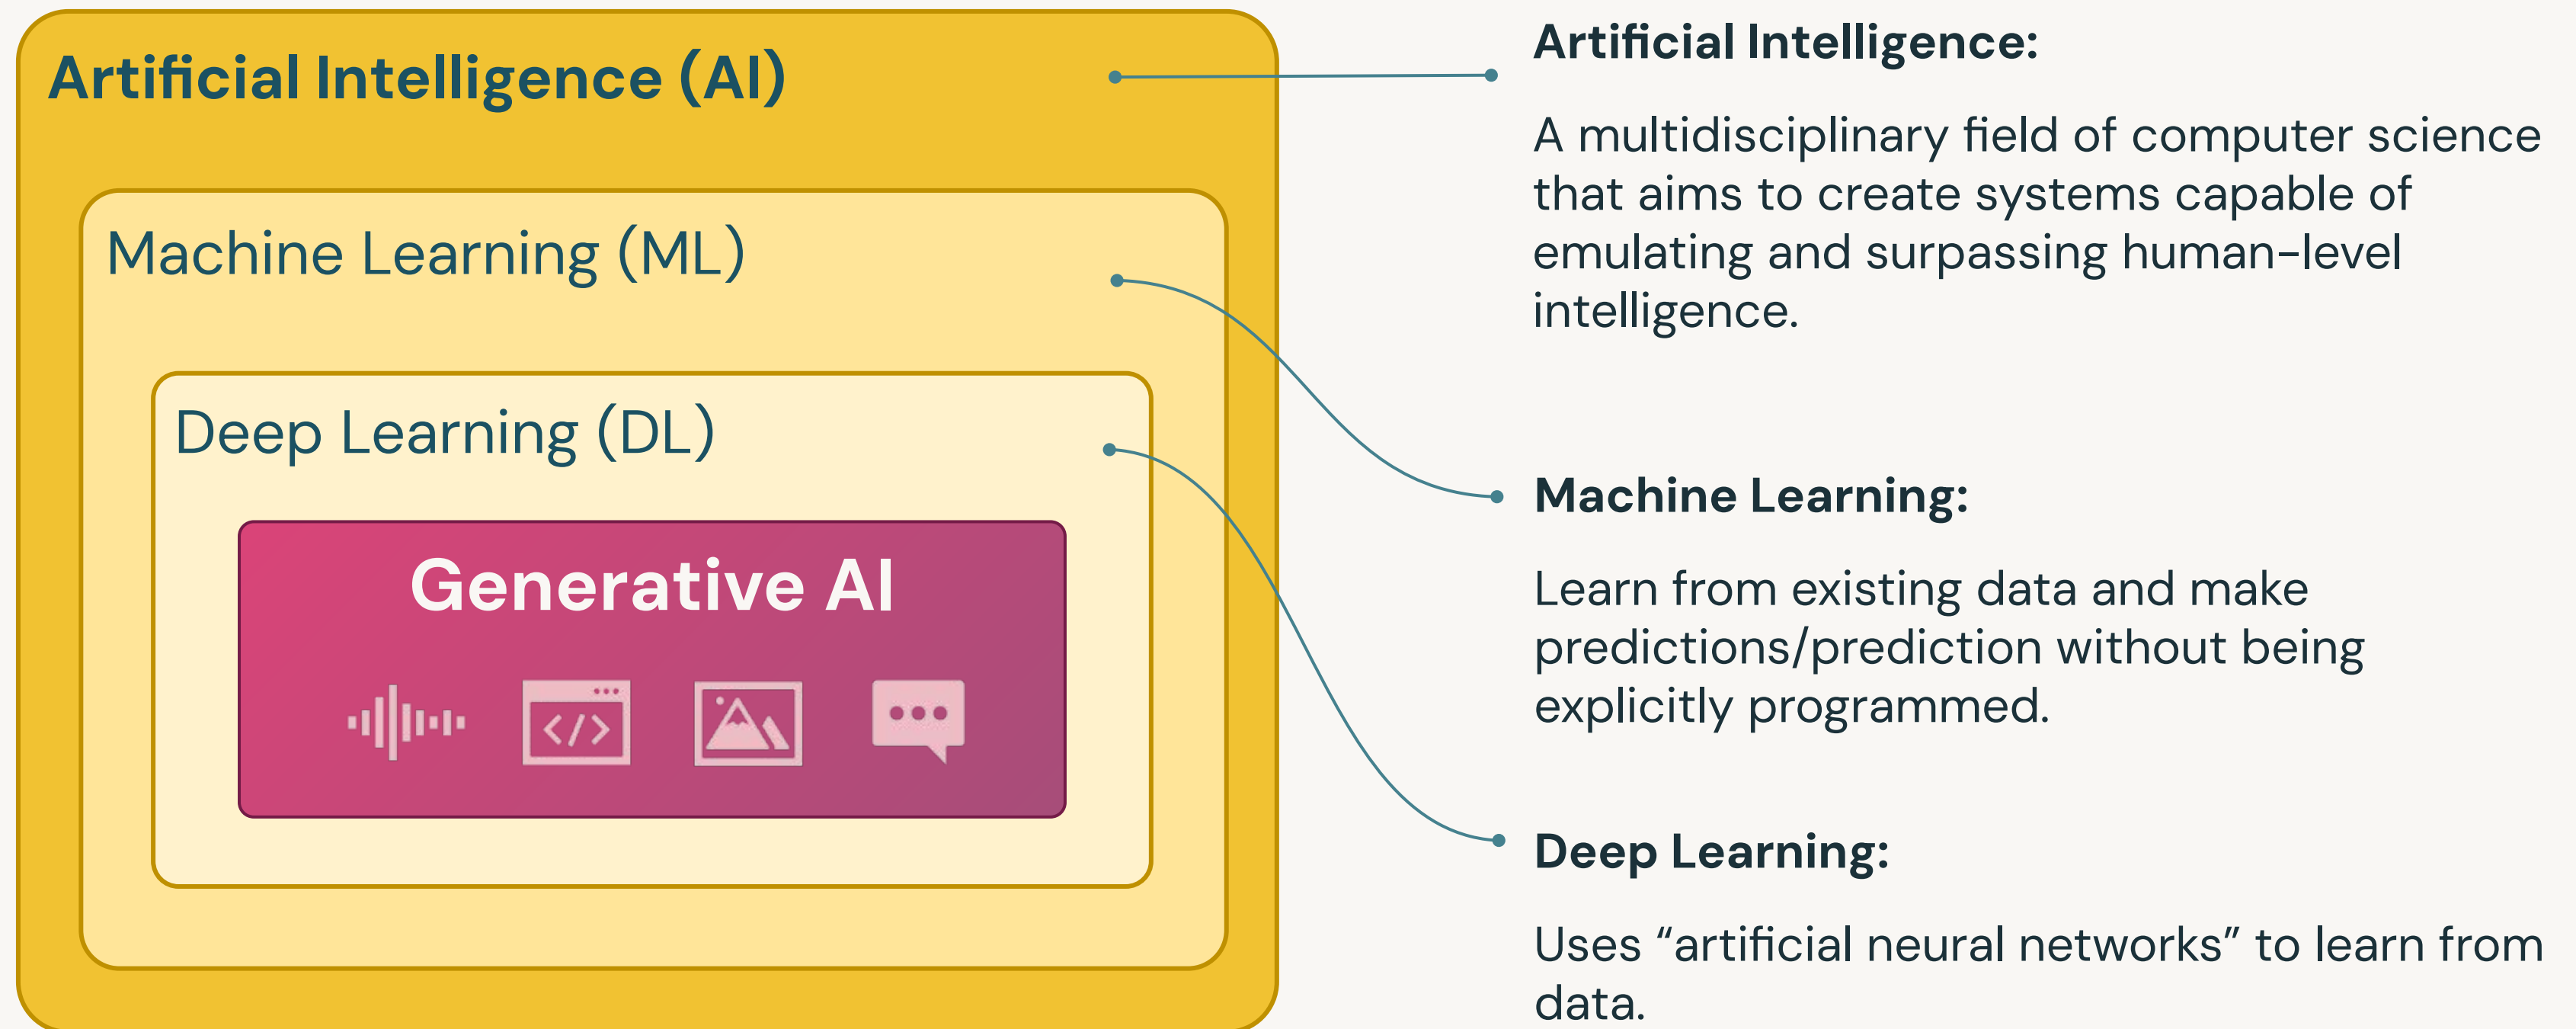 Artificial Intelligence (AI)
Machine Learning (ML)
Deep Learning (DL)
Generative AI
</>
Artificial Intelligence:
A multidisciplinary field of computer science
that aims to create systems capable of
emulating and surpassing human-level
intelligence.
Machine Learning:
Learn from existing data and make
predictions/prediction without being
explicitly programmed.
Deep Learning:
Uses “artificial neural networks” to learn from
data.